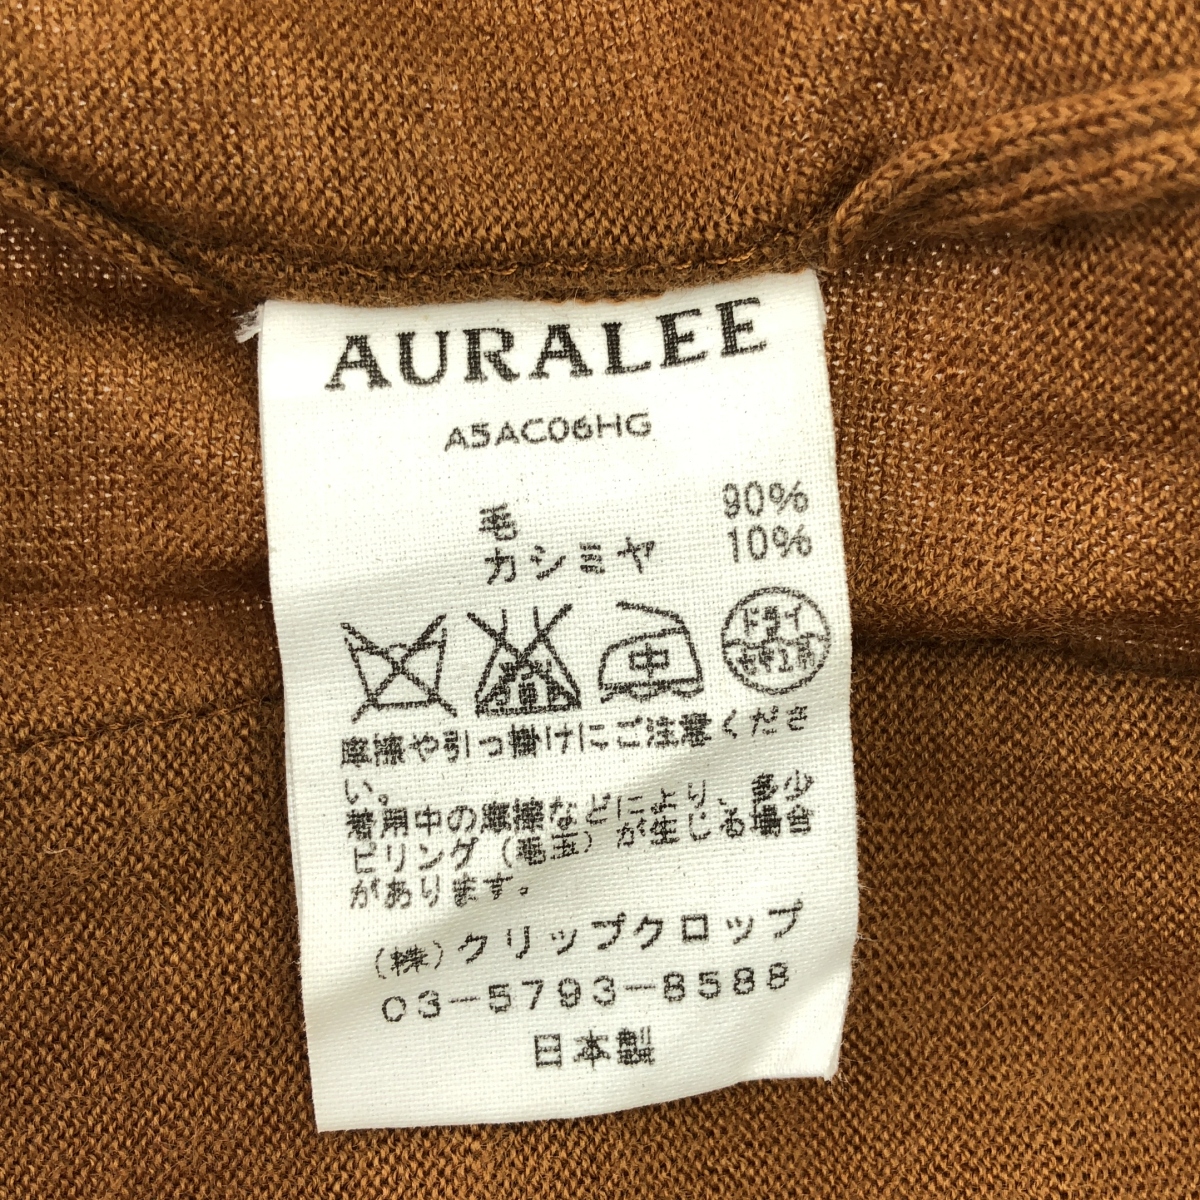 AURALEE
A5AC06HG
毛 90%
カシミヤ 10%
中
ドライ
石油系
摩擦や引っ掛けにご注意くださ
い。
着用中の摩擦などにより、多少
ピリング（毛玉）が生じる場合
があります。
（株）クリップクロップ
03-5793-8588
日本製